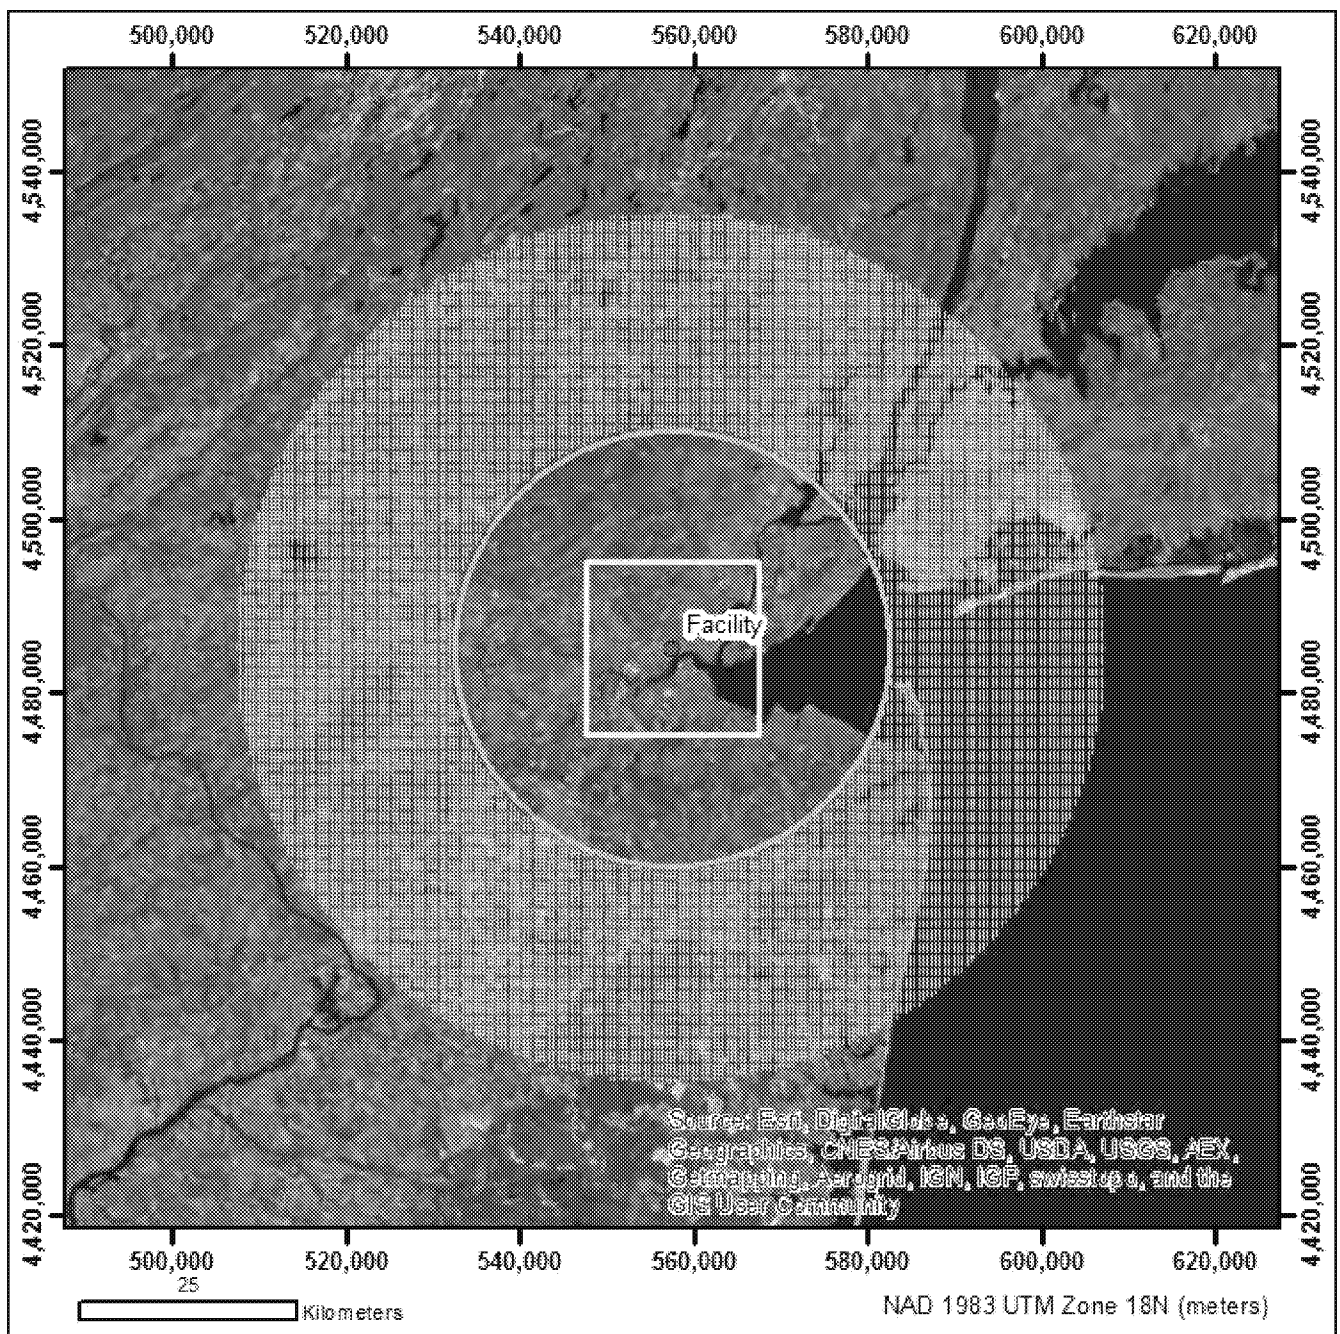 500,000 520,000 540,000 560,000 580,000 600,000 620,000
4,540,000 4,540,000
4,520,000 4,520,000
4,500,000 4,500,000
Facility
4,480,000 4,480,000
4,460,000 4,460,000
4,440,000 4,440,000
Source: Esri, DigitalGlobe, GeoEye, Earthstar
Geographics, CNES/Airbus DS, USDA, USGS, AEX,
Getmapping, Aerogrid, IGN, IGP, swisstopo, and the
GIS User Community
4,420,000 4,420,000
500,000 520,000 540,000 560,000 580,000 600,000 620,000
25
Kilometers
NAD 1983 UTM Zone 18N (meters)